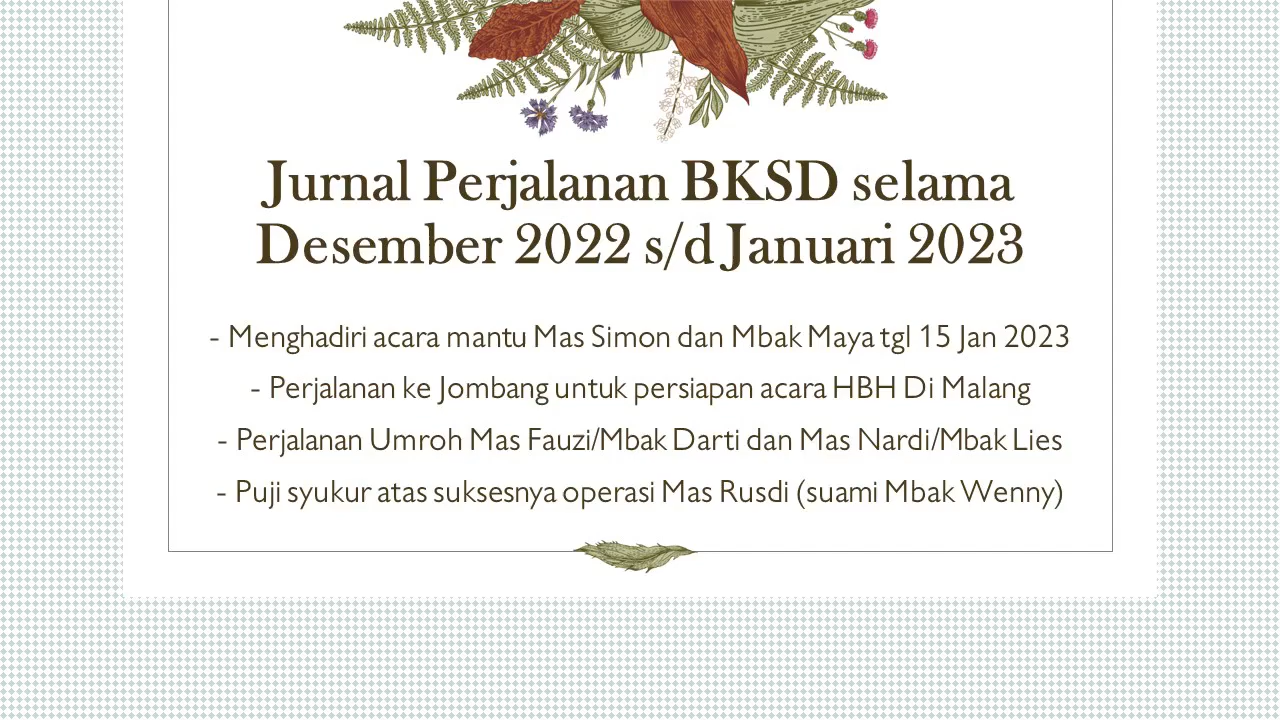 Jurnal Perjalanan BKSD selama
Desember 2022 s/d Januari 2023
- Menghadiri acara mantu Mas Simon dan Mbak Maya tgl 15 Jan 2023
- Perjalanan ke Jombang untuk persiapan acara HBH Di Malang
- Perjalanan Umroh Mas Fauzi/Mbak Darti dan Mas Nardi/Mbak Lies
- Puji syukur atas suksesnya operasi Mas Rusdi (suami Mbak Wenny)